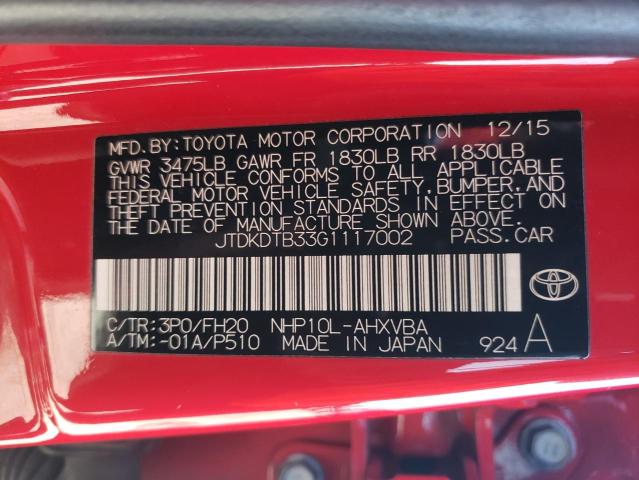 MFD. BY: TOYOTA MOTOR CORPORATION 12/15
GVWR 3475LB GAWR FR 1830LB RR 1830LB
THIS VEHICLE CONFORMS TO ALL APPLICABLE
FEDERAL MOTOR VEHICLE SAFETY, BUMPER, AND
THEFT PREVENTION STANDARDS IN EFFECT ON
THE DATE OF MANUFACTURE SHOWN ABOVE.
JTDKDTB33G1117002 PASS. CAR
C/TR: 3P0/FH20 NHP10L-AHXVBA
A/TM: -01A/P510 MADE IN JAPAN 924 A